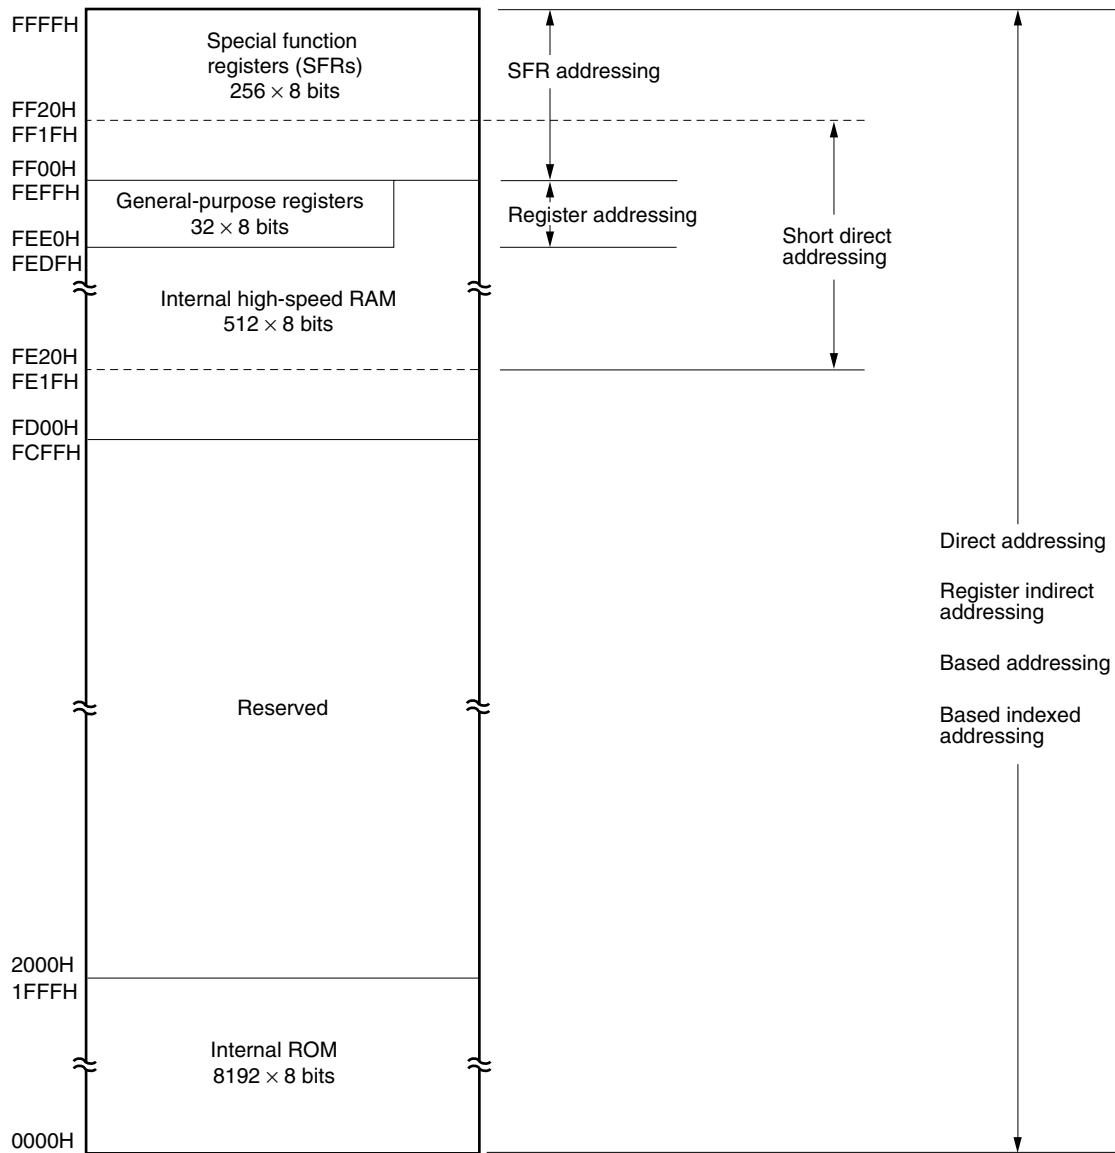 FFFFH
Special function
registers (SFRs)
256 × 8 bits
SFR addressing
FF20H
FF1FH
FF00H
FEFFH
General-purpose registers
32 × 8 bits
Register addressing
Short direct
addressing
FEE0H
FEDFH
Internal high-speed RAM
512 × 8 bits
FE20H
FE1FH
FD00H
FCFFH
Direct addressing
Register indirect
addressing
Based addressing
Based indexed
addressing
Reserved
2000H
1FFFH
Internal ROM
8192 × 8 bits
0000H